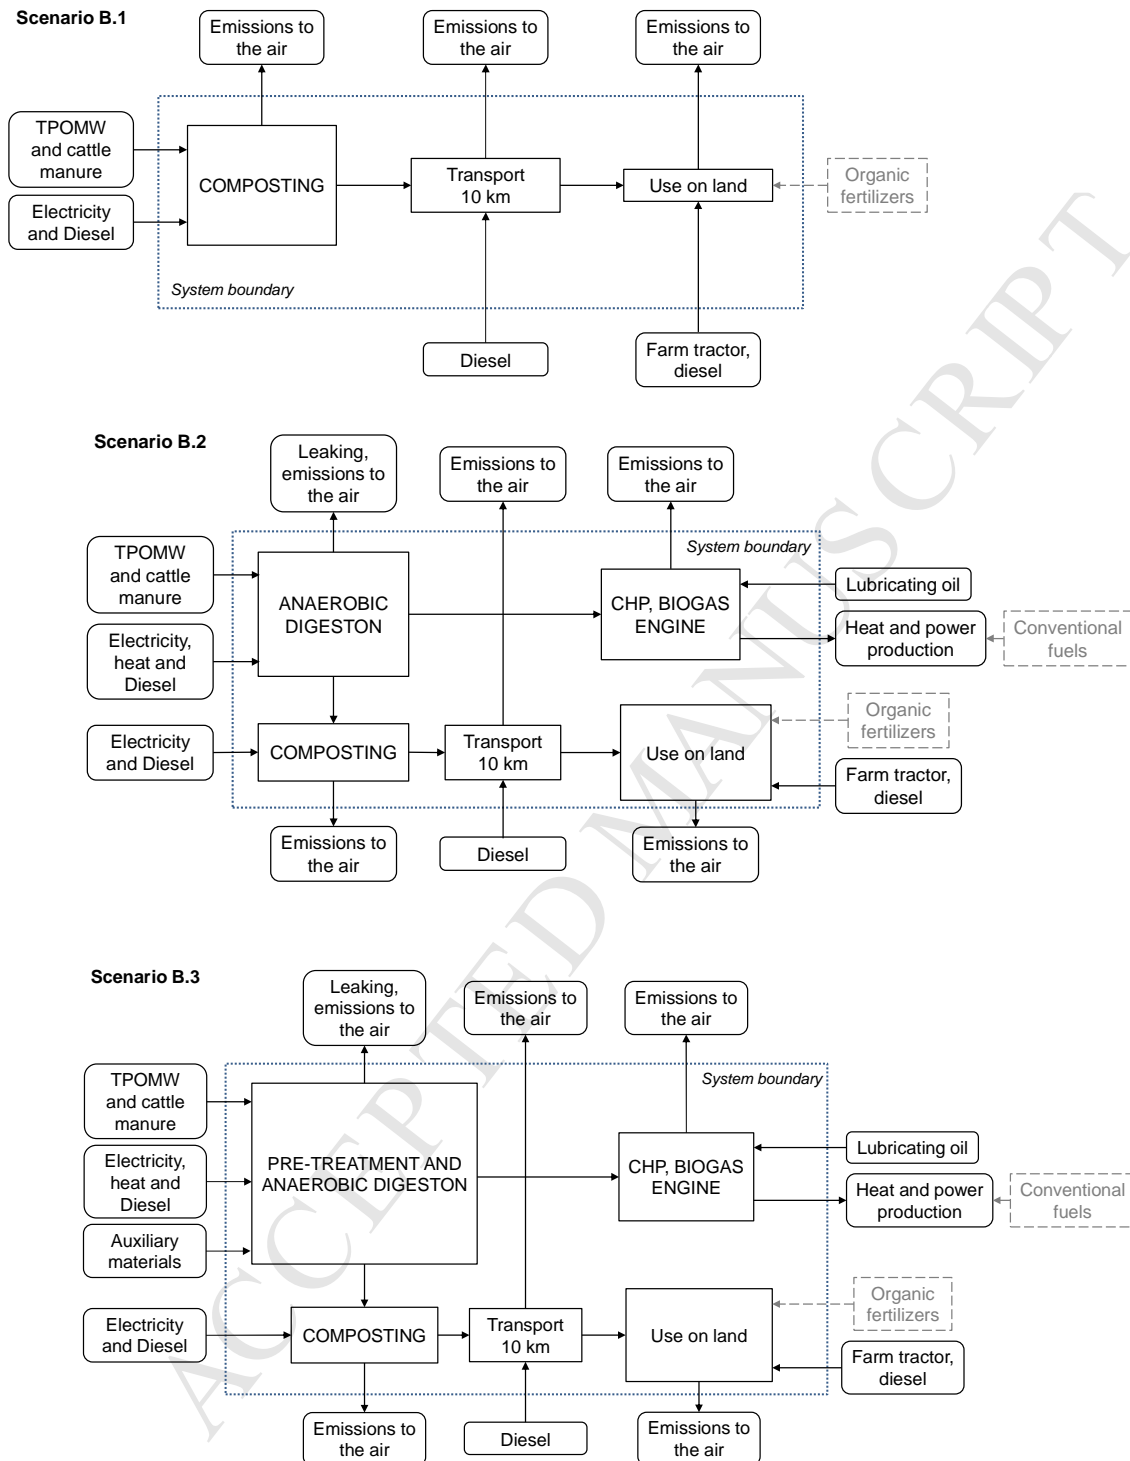 Scenario B.1
Emissions to
the air
Emissions to
the air
Emissions to
the air
TPOMW
and cattle
manure
COMPOSTING
Transport
10 km
Use on land
Organic
fertilizers
Electricity
and Diesel
System boundary
Diesel
Farm tractor,
diesel
Scenario B.2
Leaking,
emissions to
the air
Emissions to
the air
Emissions to
the air
System boundary
TPOMW
and cattle
manure
ANAEROBIC
DIGESTON
CHP, BIOGAS
ENGINE
Lubricating oil
Heat and power
production
Conventional
fuels
Electricity,
heat and
Diesel
Organic
fertilizers
Electricity
and Diesel
COMPOSTING
Transport
10 km
Use on land
Farm tractor,
diesel
Emissions to
the air
Diesel
Emissions to
the air
Scenario B.3
Leaking,
emissions to
the air
Emissions to
the air
Emissions to
the air
System boundary
TPOMW
and cattle
manure
Electricity,
heat and
Diesel
PRE-TREATMENT AND
ANAEROBIC DIGESTON
CHP, BIOGAS
ENGINE
Lubricating oil
Heat and power
production
Conventional
fuels
Auxiliary
materials
Organic
fertilizers
Electricity
and Diesel
COMPOSTING
Transport
10 km
Use on land
Farm tractor,
diesel
Emissions to
the air
Diesel
Emissions to
the air
ACCEPTED MANUSCRIPT